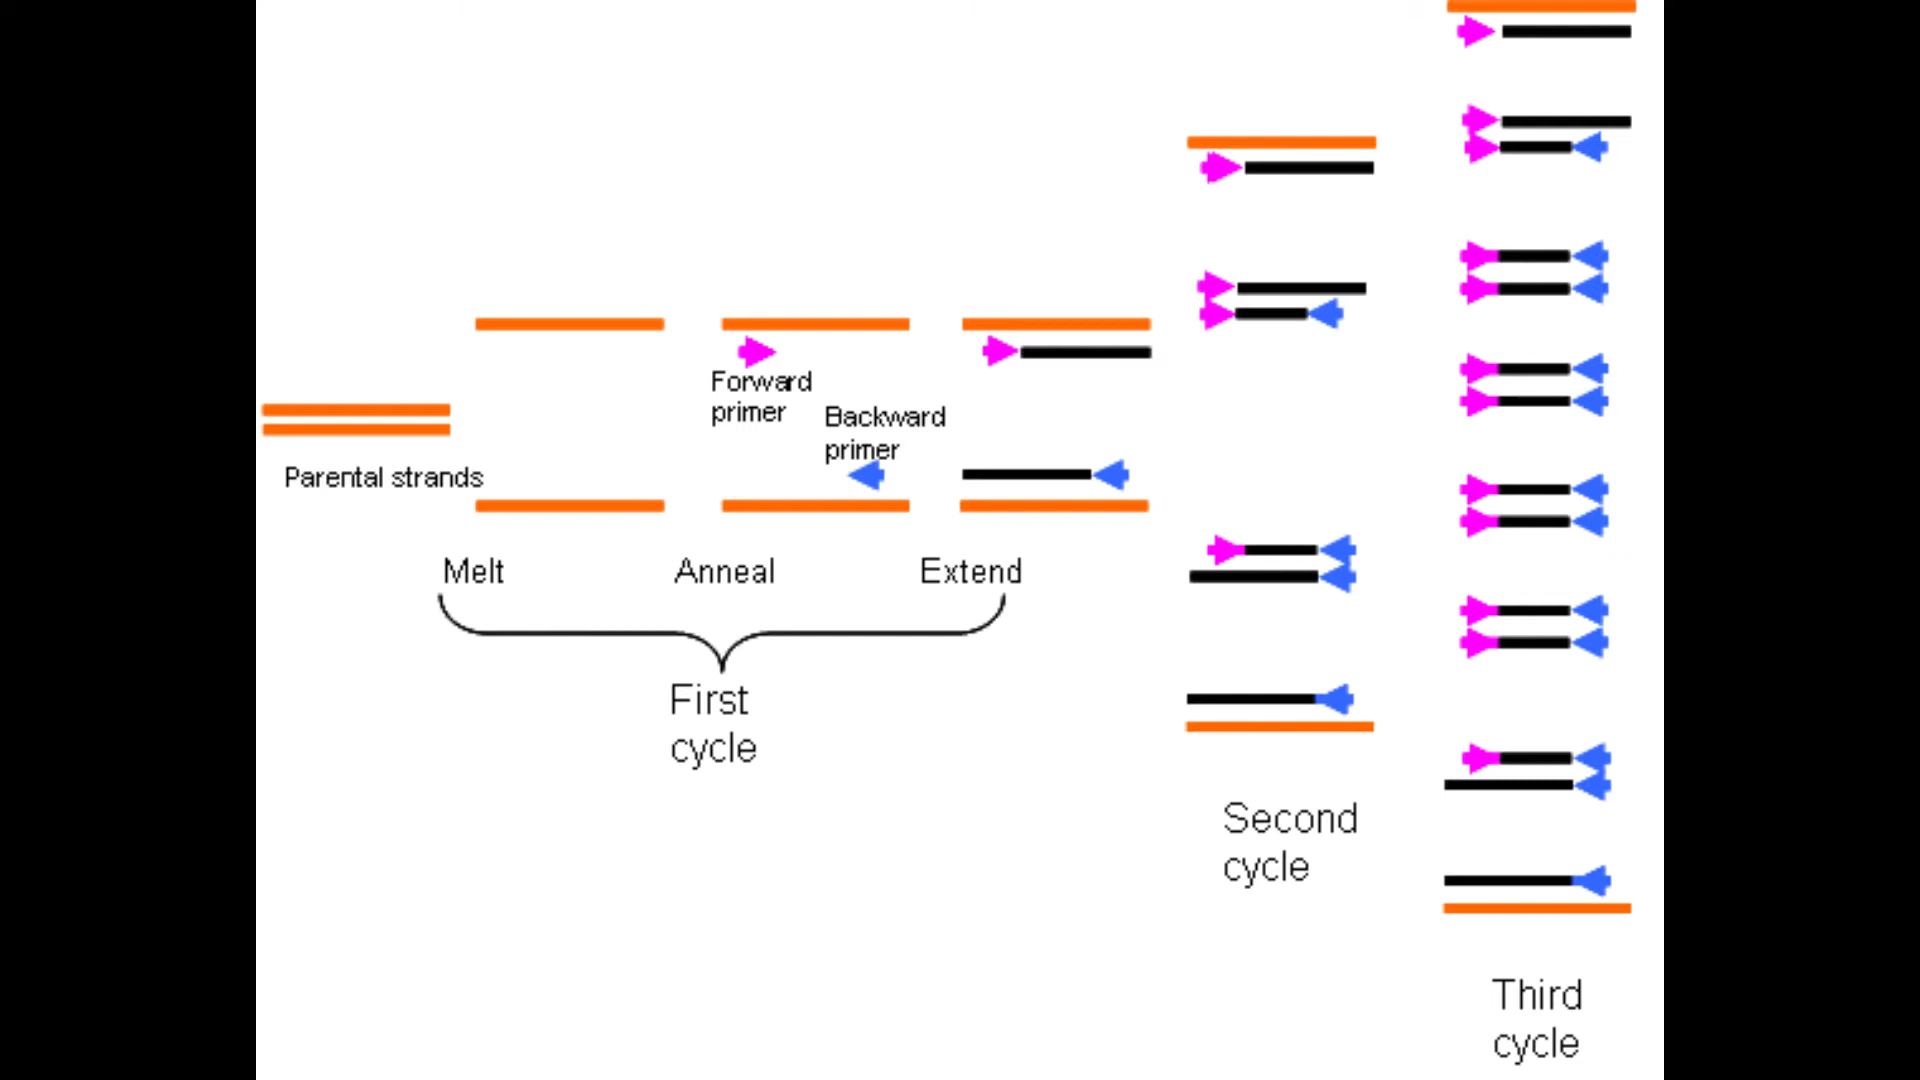 Forward
primer
Backward
primer
Parental strands
Melt
Anneal
Extend
First
cycle
Second
cycle
Third
cycle